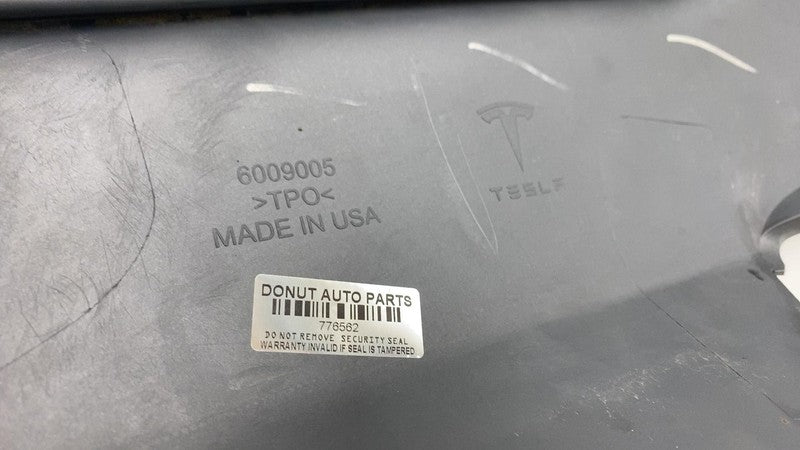 6009005
>TPO<
MADE IN USA
TESLA
DONUT AUTO PARTS
776562
DO NOT REMOVE. SECURITY SEAL
WARRANTY INVALID IF SEAL IS TAMPERED